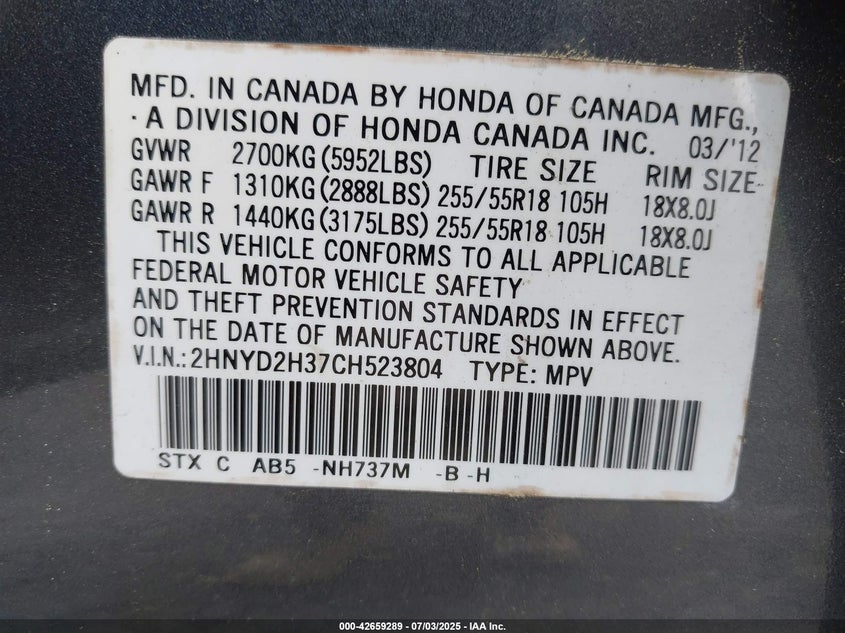 MFD. IN CANADA BY HONDA OF CANADA MFG.,
· A DIVISION OF HONDA CANADA INC. 03/'12
GVWR 2700KG (5952LBS) TIRE SIZE RIM SIZE
GAWR F 1310KG (2888LBS) 255/55R18 105H 18X8.0J
GAWR R 1440KG (3175LBS) 255/55R18 105H 18X8.0J
THIS VEHICLE CONFORMS TO ALL APPLICABLE
FEDERAL MOTOR VEHICLE SAFETY
AND THEFT PREVENTION STANDARDS IN EFFECT
ON THE DATE OF MANUFACTURE SHOWN ABOVE.
V.I.N.: 2HNYD2H37CH523804 TYPE: MPV
STX C AB5 -NH737M -B -H
000-42659289 - 07/03/2025 - IAA Inc.